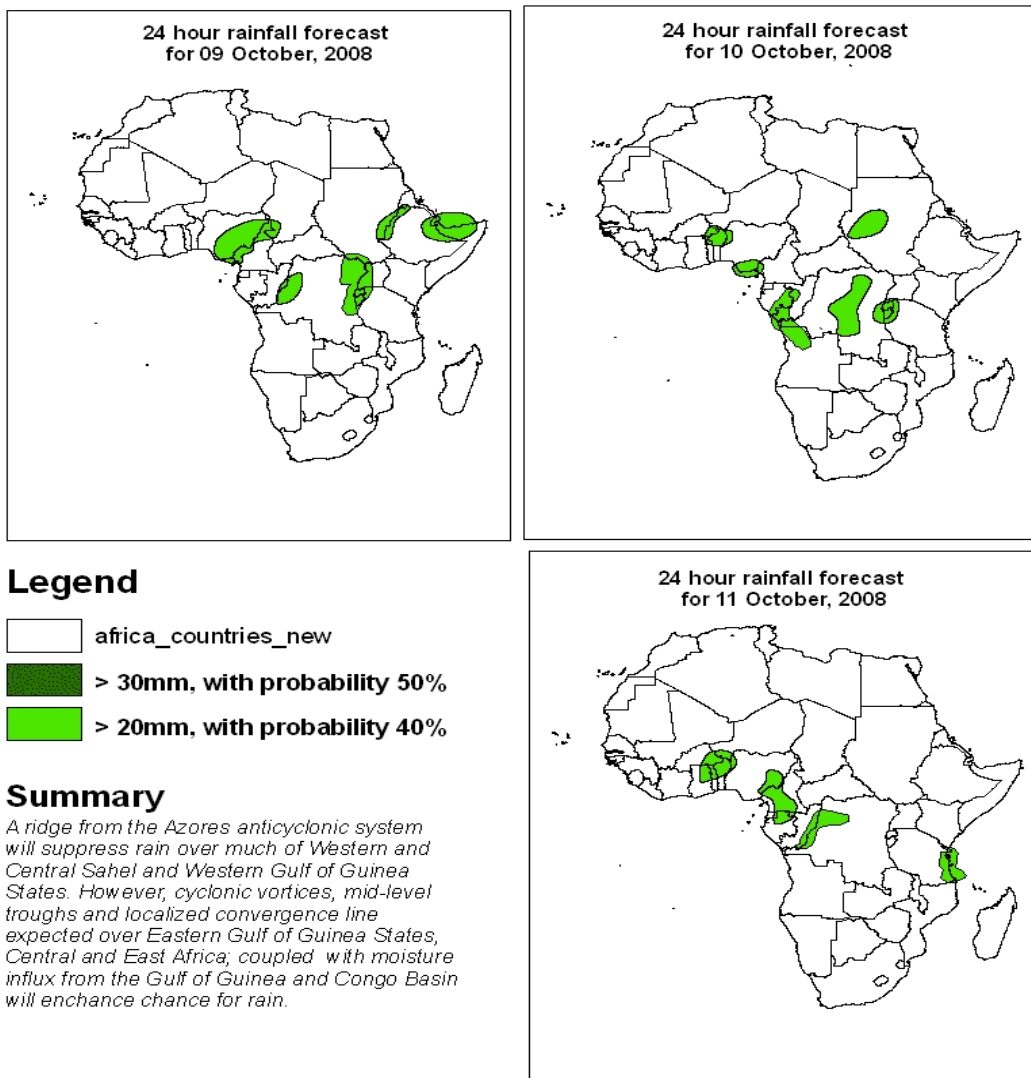 24 hour rainfall forecast
for 09 October, 2008
24 hour rainfall forecast
for 10 October, 2008
Legend
africa_countries_new
> 30mm, with probability 50%
> 20mm, with probability 40%
Summary
A ridge from the Azores anticyclonic system
will suppress rain over much of Western and
Central Sahel and Western Gulf of Guinea
States. However, cyclonic vortices, mid-level
troughs and localized convergence line
expected over Eastern Gulf of Guinea States,
Central and East Africa; coupled with moisture
influx from the Gulf of Guinea and Congo Basin
will enchance chance for rain.
24 hour rainfall forecast
for 11 October, 2008